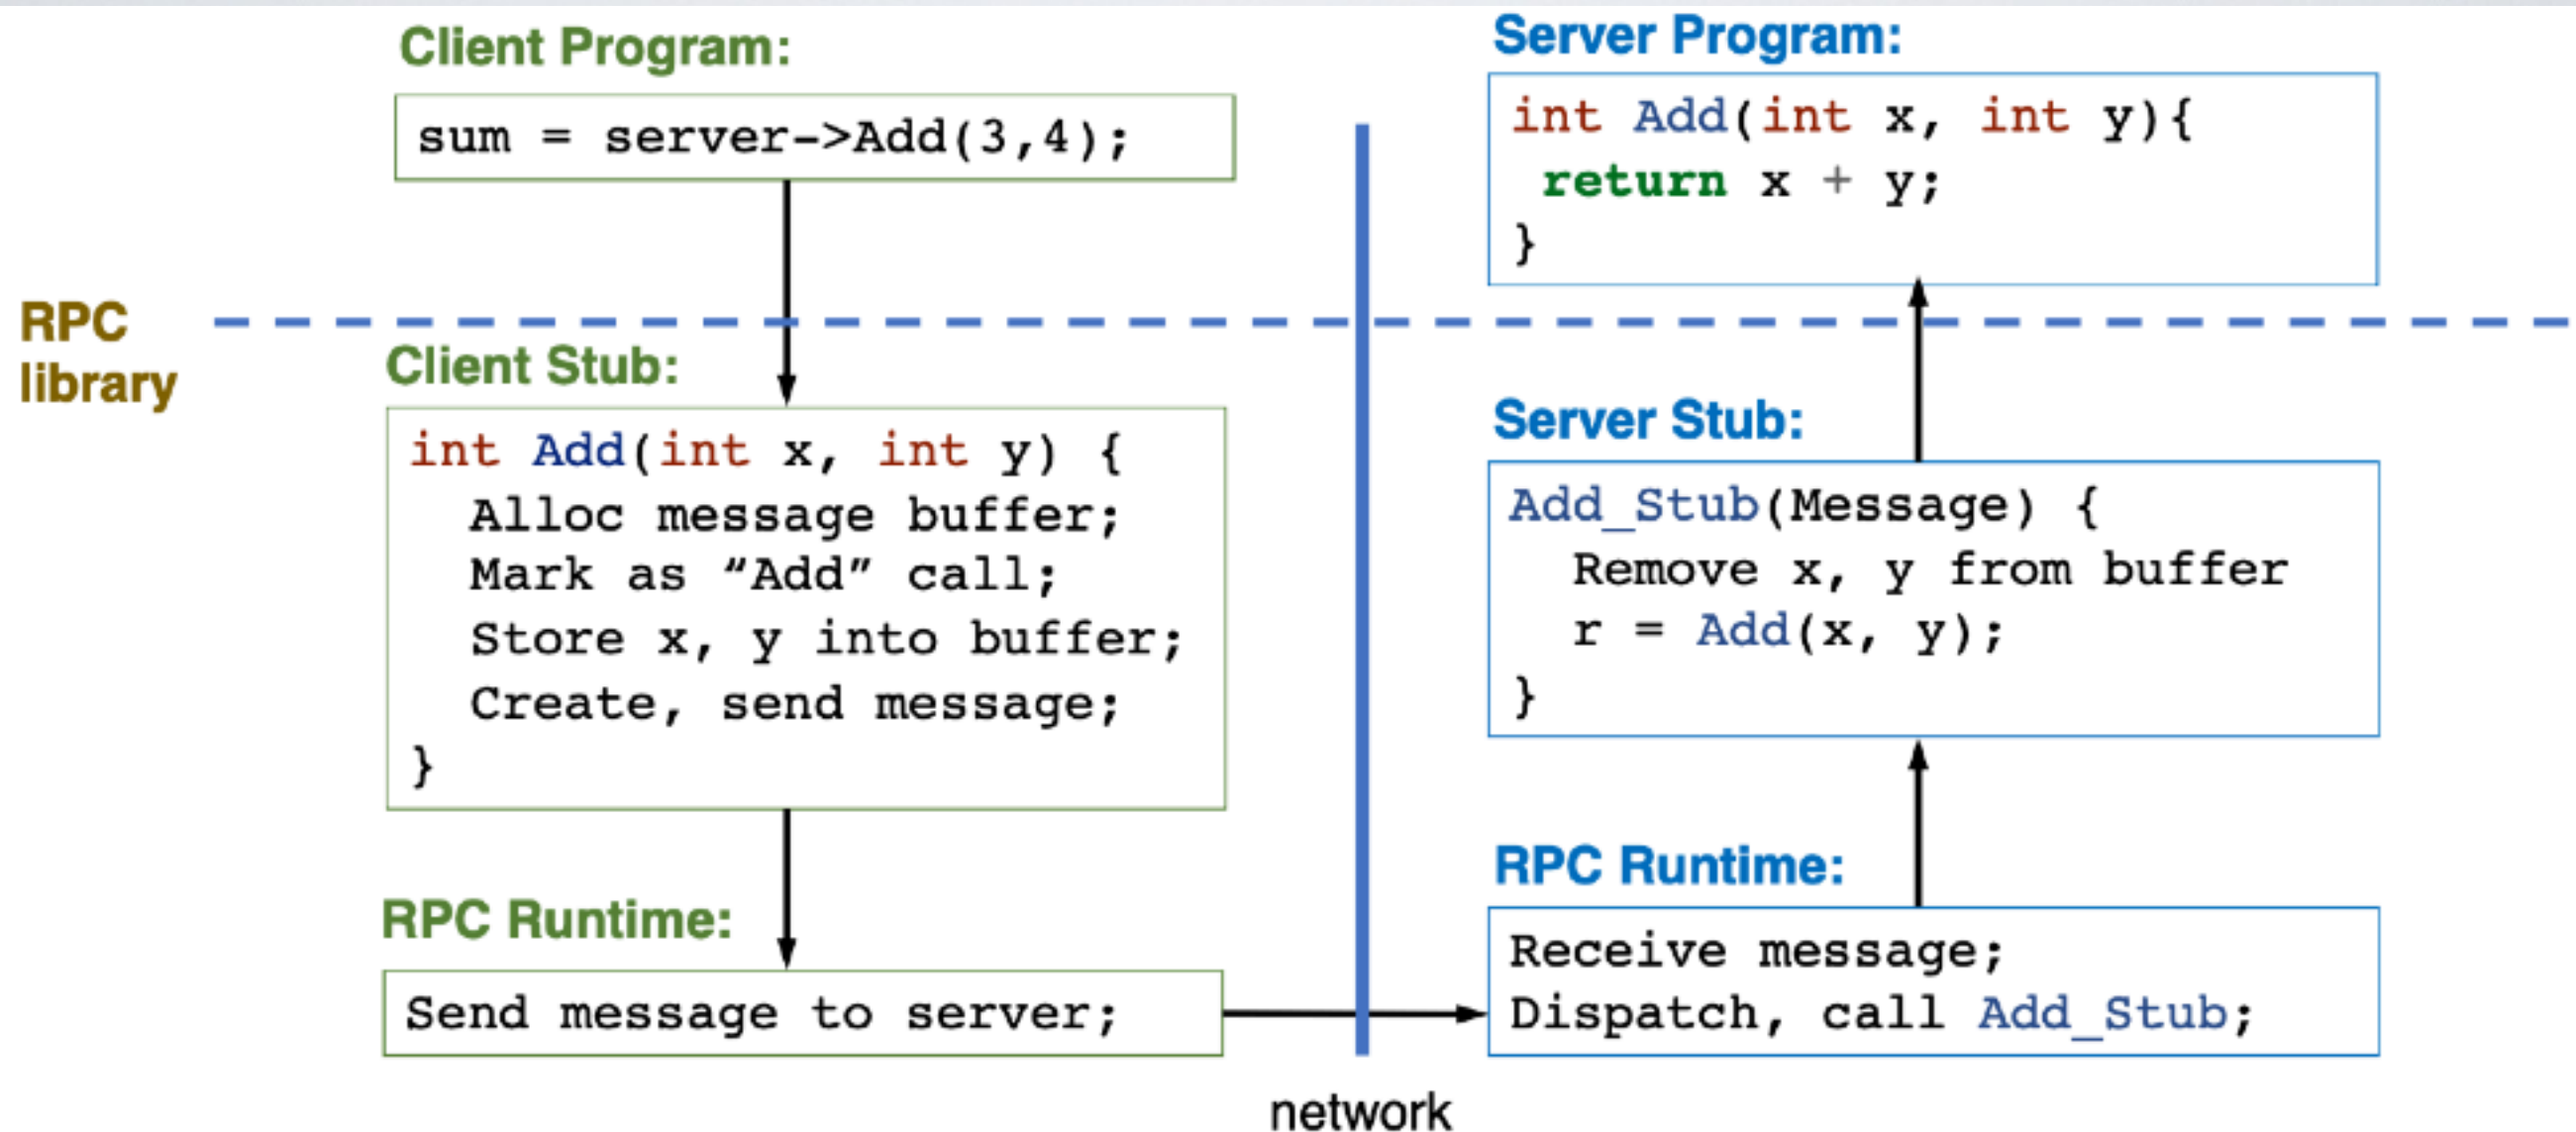 Client Program:
sum = server->Add(3,4);
RPC
library
Client Stub:
int Add(int x, int y) {
Alloc message buffer;
Mark as “Add” call;
Store x, y into buffer;
Create, send message;
}
RPC Runtime:
Send message to server;
network
Server Program:
int Add(int x, int y){
return x + y;
}
Server Stub:
Add_Stub(Message) {
Remove x, y from buffer
r = Add(x, y);
}
RPC Runtime:
Receive message;
Dispatch, call Add_Stub;